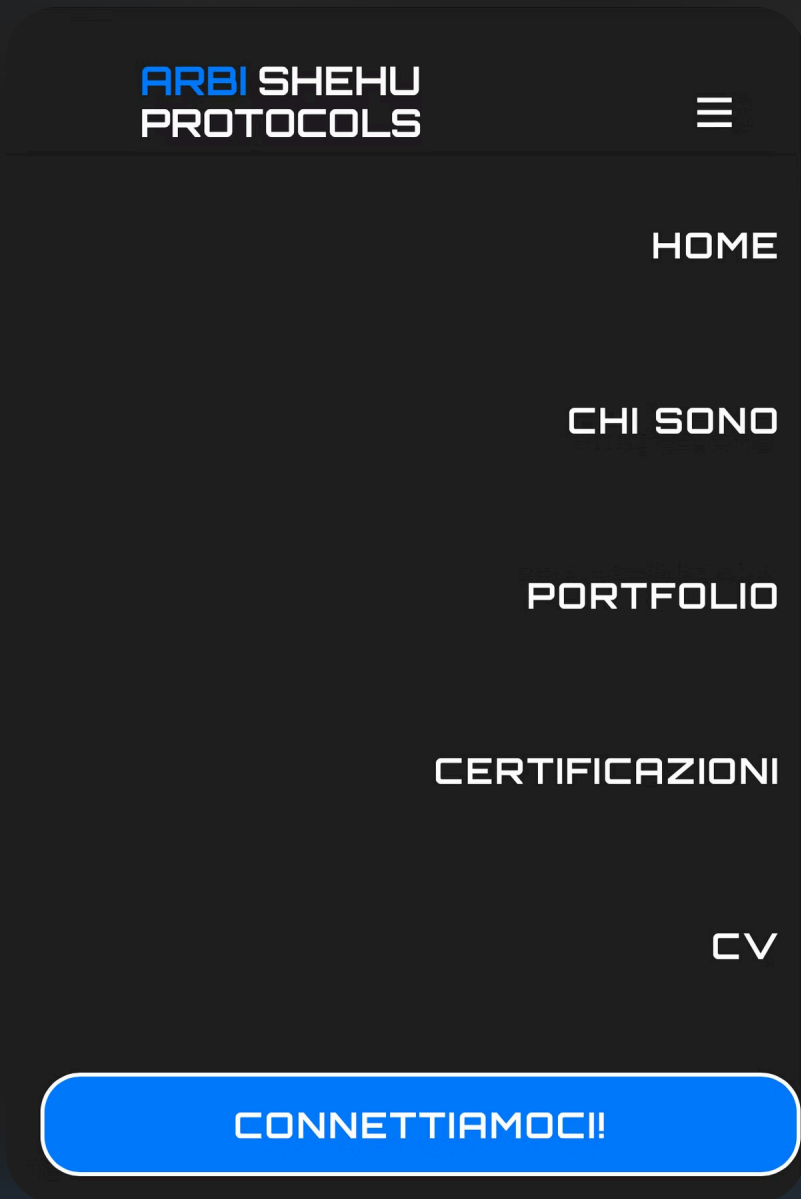 ARBI SHEHU
PROTOCOLS
HOME
CHI SONO
PORTFOLIO
CERTIFICAZIONI
CV
CONNETTIAMOCI!